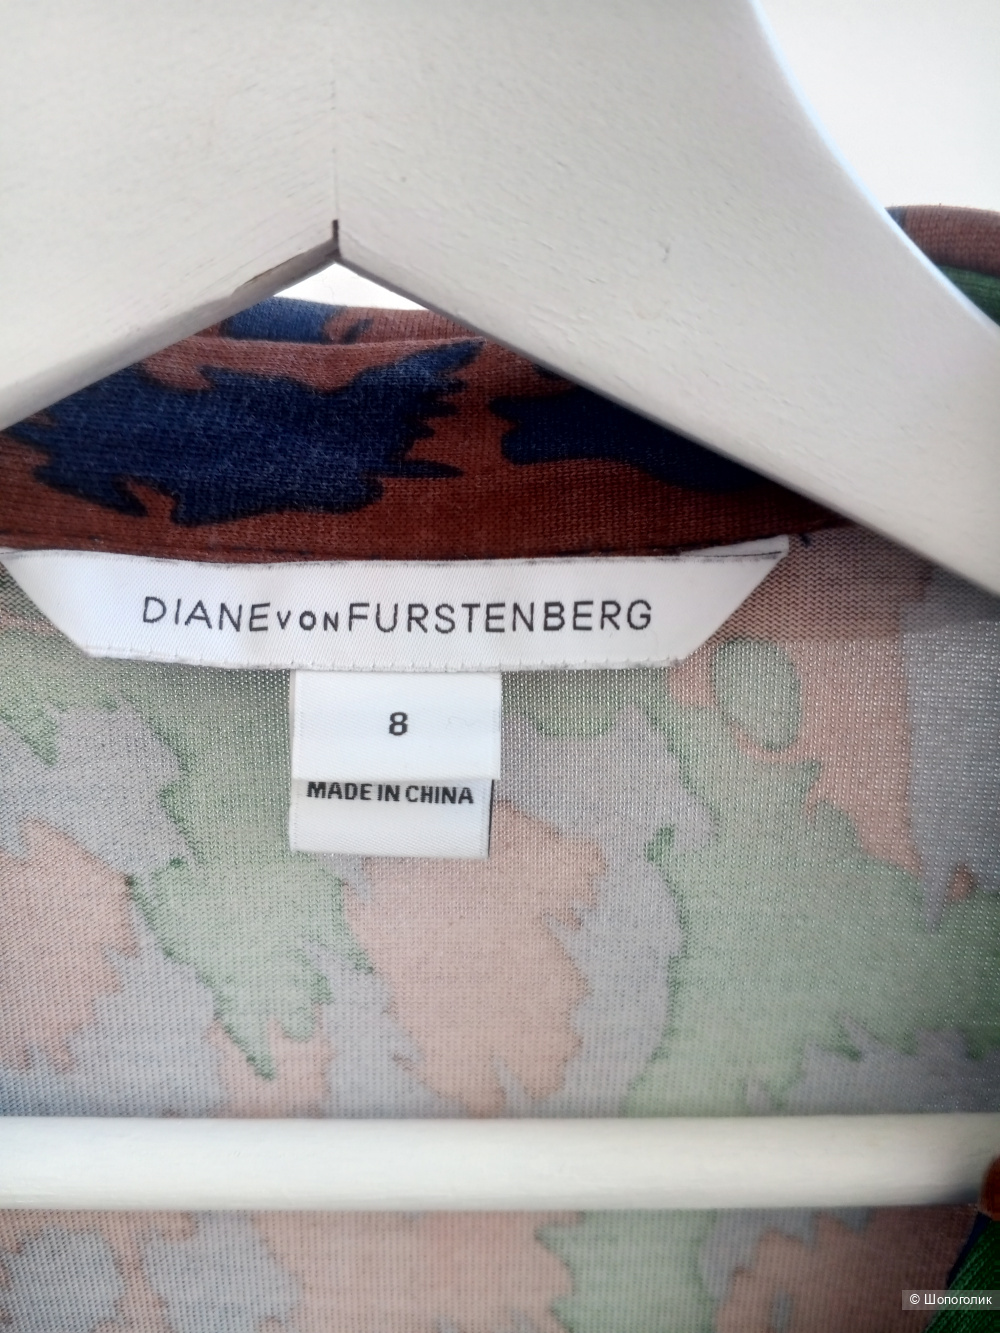 DIANE VON FURSTENBERG
8
MADE IN CHINA
© Шопоголик